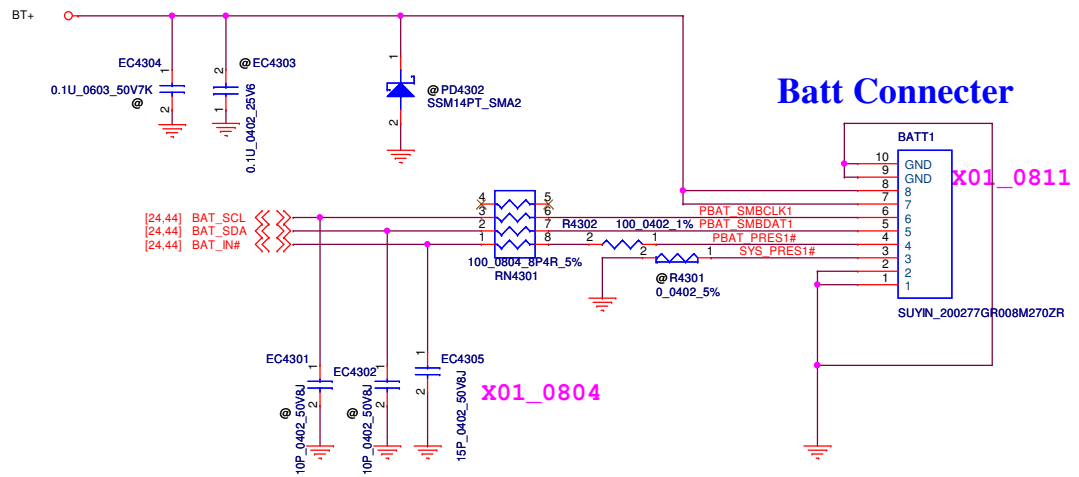 BT+
EC4304
0.1U_0603_50V7K
@
1
2
@ EC4303
0.1U_0402_25V6
2
1
@ PD4302
SSM14PT_SMA2
1
2
Batt Connecter
BATT1
10 GND
9 GND
8 8
7 7
6 6
5 5
4 4
3 3
2 2
1 1
X01_0811
SUYIN_200277GR008M270ZR
[24,44] BAT_SCL
[24,44] BAT_SDA
[24,44] BAT_IN#
4 5
3 6
2 7
1 8
100_0804_8P4R_5%
RN4301
R4302 100_0402_1%
2 1
PBAT_SMBCLK1
PBAT_SMBDAT1
PBAT_PRES1#
SYS_PRES1#
2 1
@ R4301
0_0402_5%
EC4301
1
2
@
10P_0402_50V8J
EC4302
1
2
@
10P_0402_50V8J
EC4305
1
2
15P_0402_50V8J
X01_0804